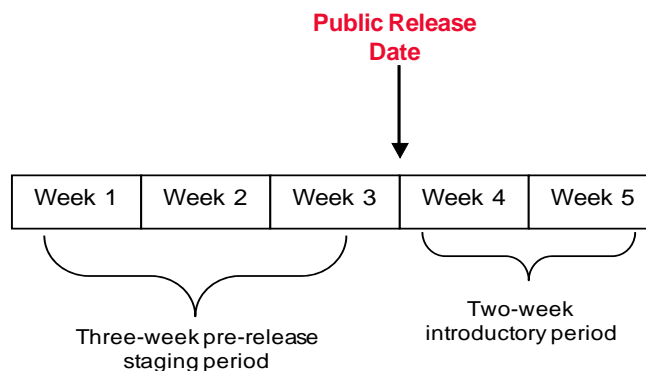 Public Release
Date
Week 1 Week 2 Week 3 Week 4 Week 5
Three-week pre-release
staging period
Two-week
introductory period